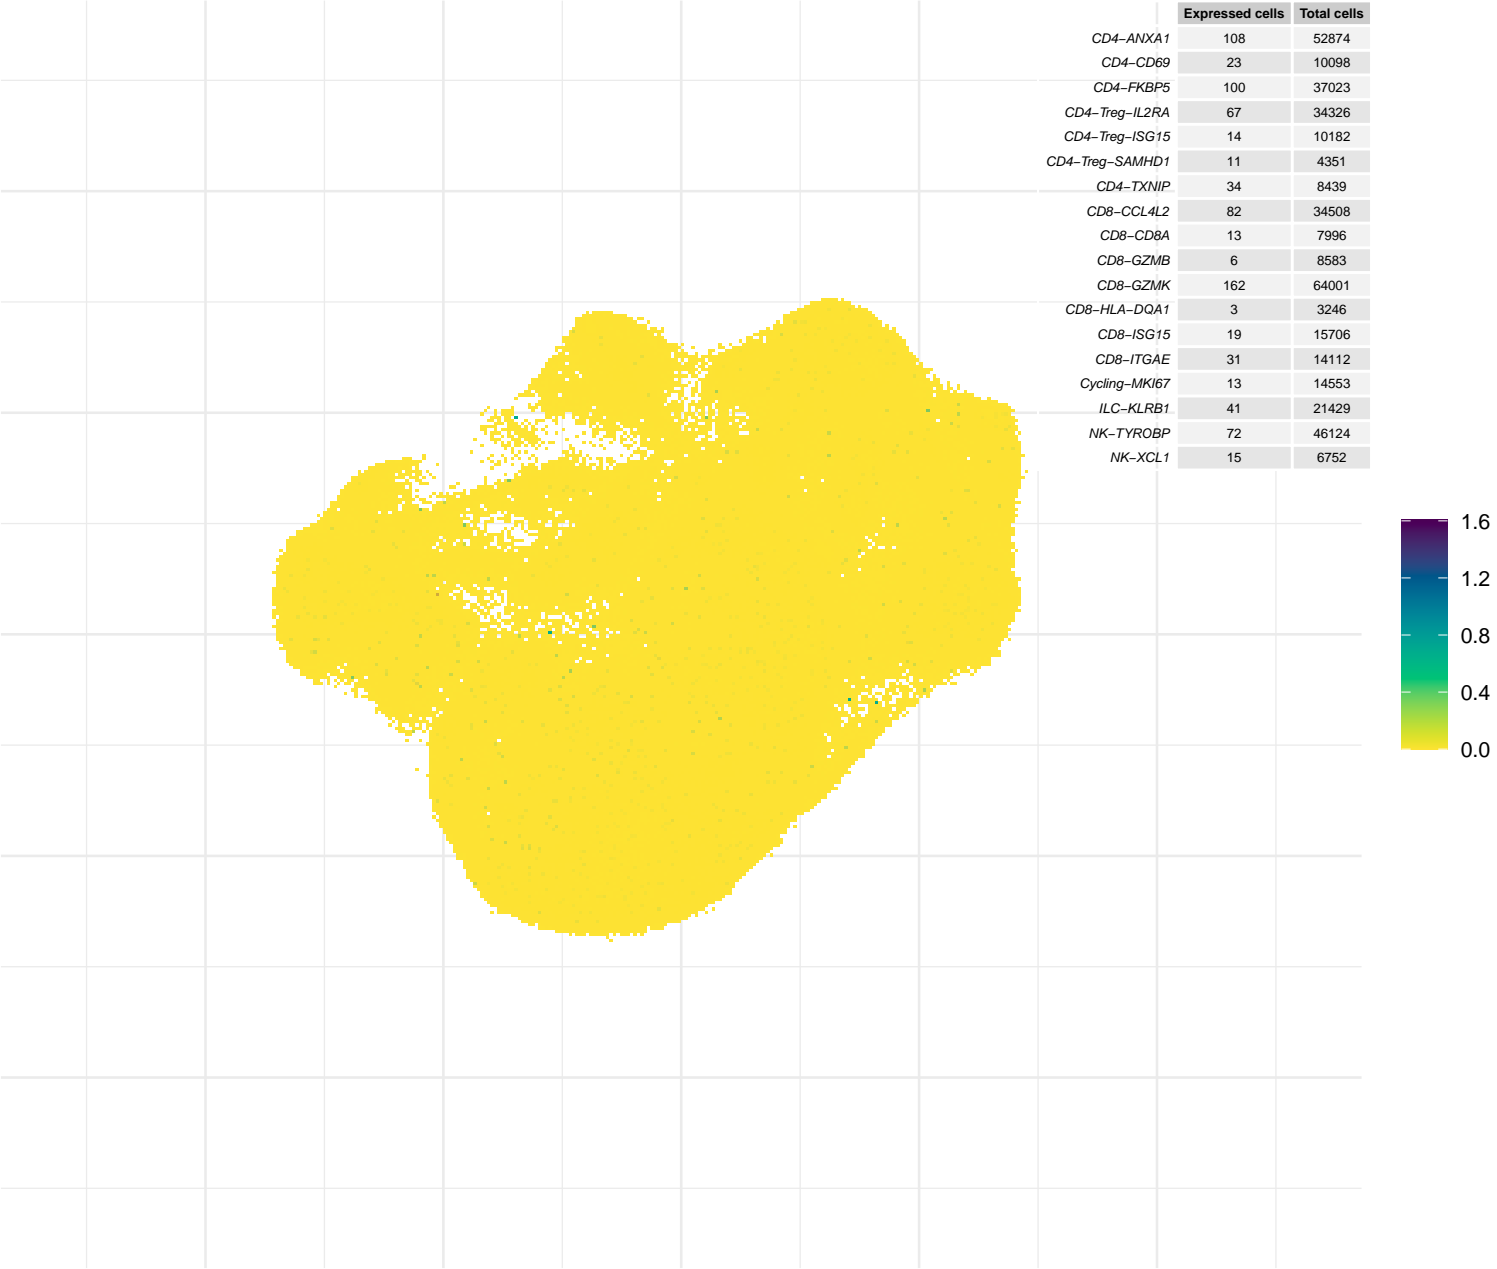 Expressed cells Total cells
CD4−ANXA1 108 52874
CD4−CD69 23 10098
CD4−FKBP5 100 37023
CD4−Treg−IL2RA 67 34326
CD4−Treg−ISG15 14 10182
CD4−Treg−SAMHD1 11 4351
CD4−TXNIP 34 8439
CD8−CCL4L2 82 34508
CD8−CD8A 13 7996
CD8−GZMB 6 8583
CD8−GZMK 162 64001
CD8−HLA−DQA1 3 3246
CD8−ISG15 19 15706
CD8−ITGAE 31 14112
Cycling−MKI67 13 14553
ILC−KLRB1 41 21429
NK−TYROBP 72 46124
NK−XCL1 15 6752
1.6
1.2
0.8
0.4
0.0